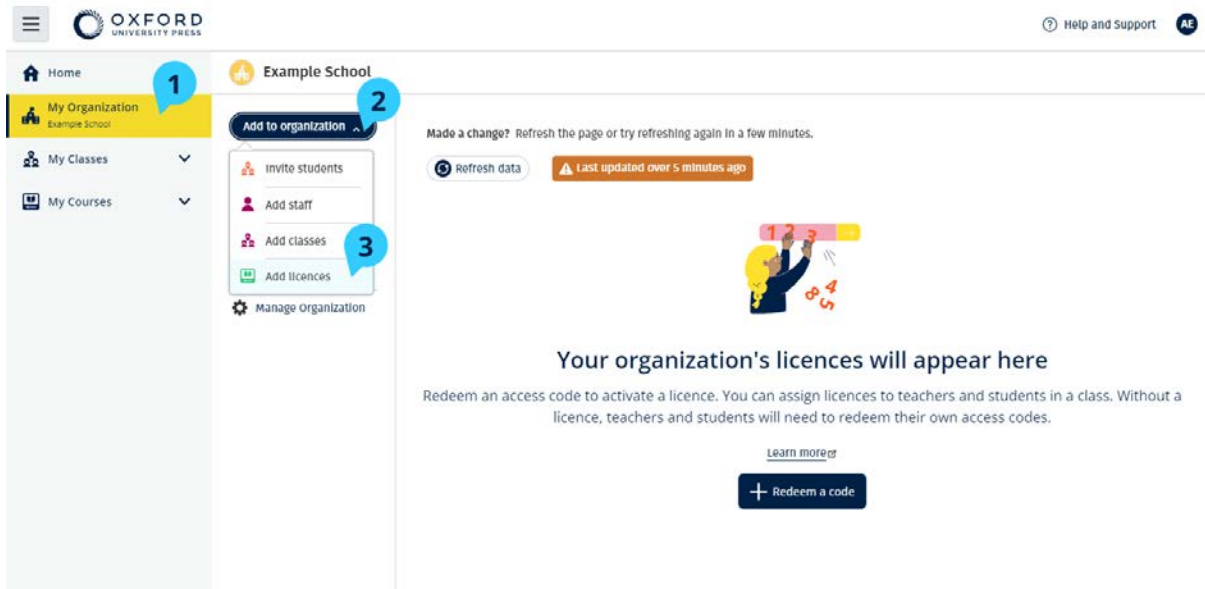 OXFORD
UNIVERSITY PRESS
Help and Support
AE
Home
1
My Organization
Example School
My Classes
My Courses
Example School
2
Add to organization
Invite students
Add staff
Add classes
3
Add licences
Manage Organization
Made a change? Refresh the page or try refreshing again in a few minutes.
Refresh data
Last updated over 5 minutes ago
1 2 3
4
8 5
Your organization's licences will appear here
Redeem an access code to activate a licence. You can assign licences to teachers and students in a class. Without a
licence, teachers and students will need to redeem their own access codes.
Learn more
Redeem a code